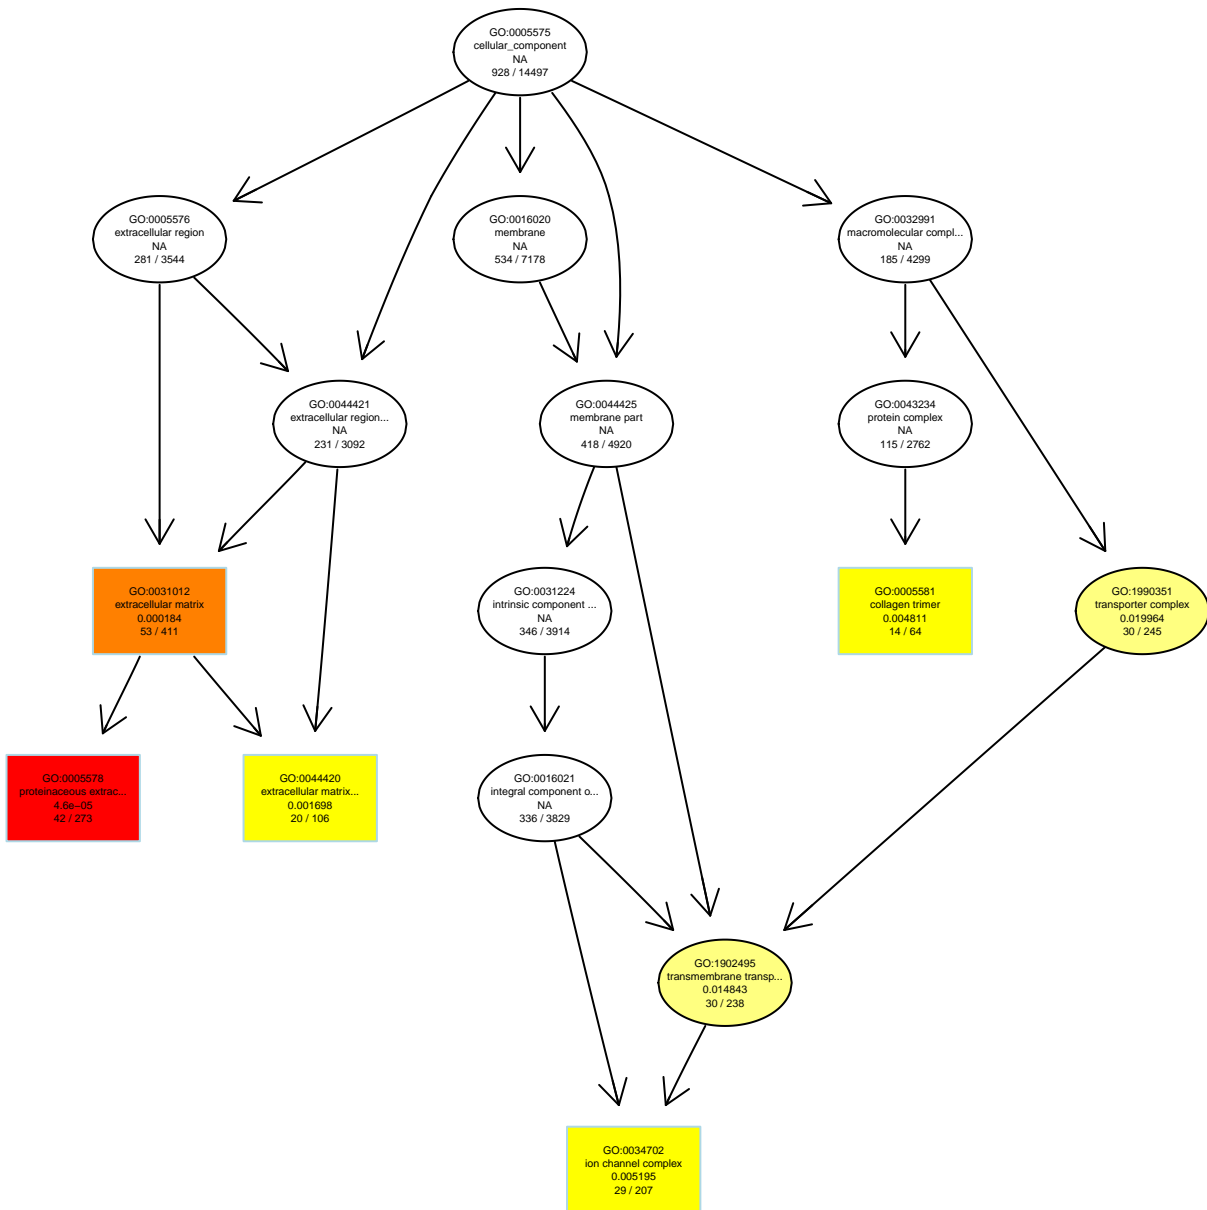 GO:0005575
cellular_component
NA
928 / 14497
GO:0005576
extracellular region
NA
281 / 3544
GO:0016020
membrane
NA
534 / 7178
GO:0032991
macromolecular compl...
NA
185 / 4299
GO:0044421
extracellular region...
NA
231 / 3092
GO:0044425
membrane part
NA
418 / 4920
GO:0043234
protein complex
NA
115 / 2762
GO:0031012
extracellular matrix
0.000184
53 / 411
GO:0031224
intrinsic component ...
NA
346 / 3914
GO:0005581
collagen trimer
0.004811
14 / 64
GO:1990351
transporter complex
0.019964
30 / 245
GO:0005578
proteinaceous extrac...
4.6e−05
42 / 273
GO:0044420
extracellular matrix...
0.001698
20 / 106
GO:0016021
integral component o...
NA
336 / 3829
GO:1902495
transmembrane transp...
0.014843
30 / 238
GO:0034702
ion channel complex
0.005195
29 / 207